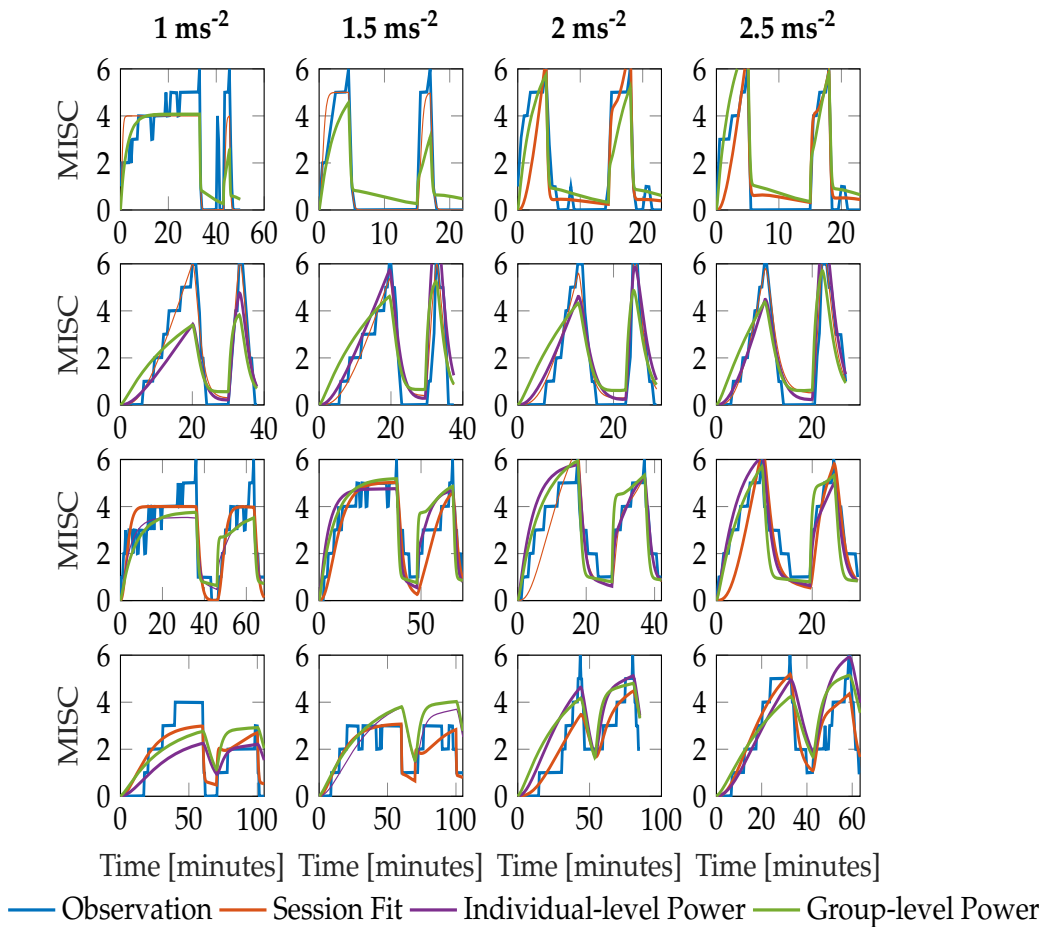 1 ms-2 1.5 ms-2 2 ms-2 2.5 ms-2
MISC
6 6 6 6
4 4 4 4
2 2 2 2
0 0 0 0
0 20 40 60 0 10 20 0 10 20 0 10 20
MISC
6 6 6 6
4 4 4 4
2 2 2 2
0 0 0 0
0 20 40 0 20 40 0 20 0 20
MISC
6 6 6 6
4 4 4 4
2 2 2 2
0 0 0 0
0 20 40 60 50 0 20 40 0 20
MISC
6 6 6 6
4 4 4 4
2 2 2 2
0 0 0 0
0 50 100 0 50 100 0 50 100 0 20 40 60
Time [minutes] Time [minutes] Time [minutes] Time [minutes]
Observation Session Fit Individual-level Power Group-level Power